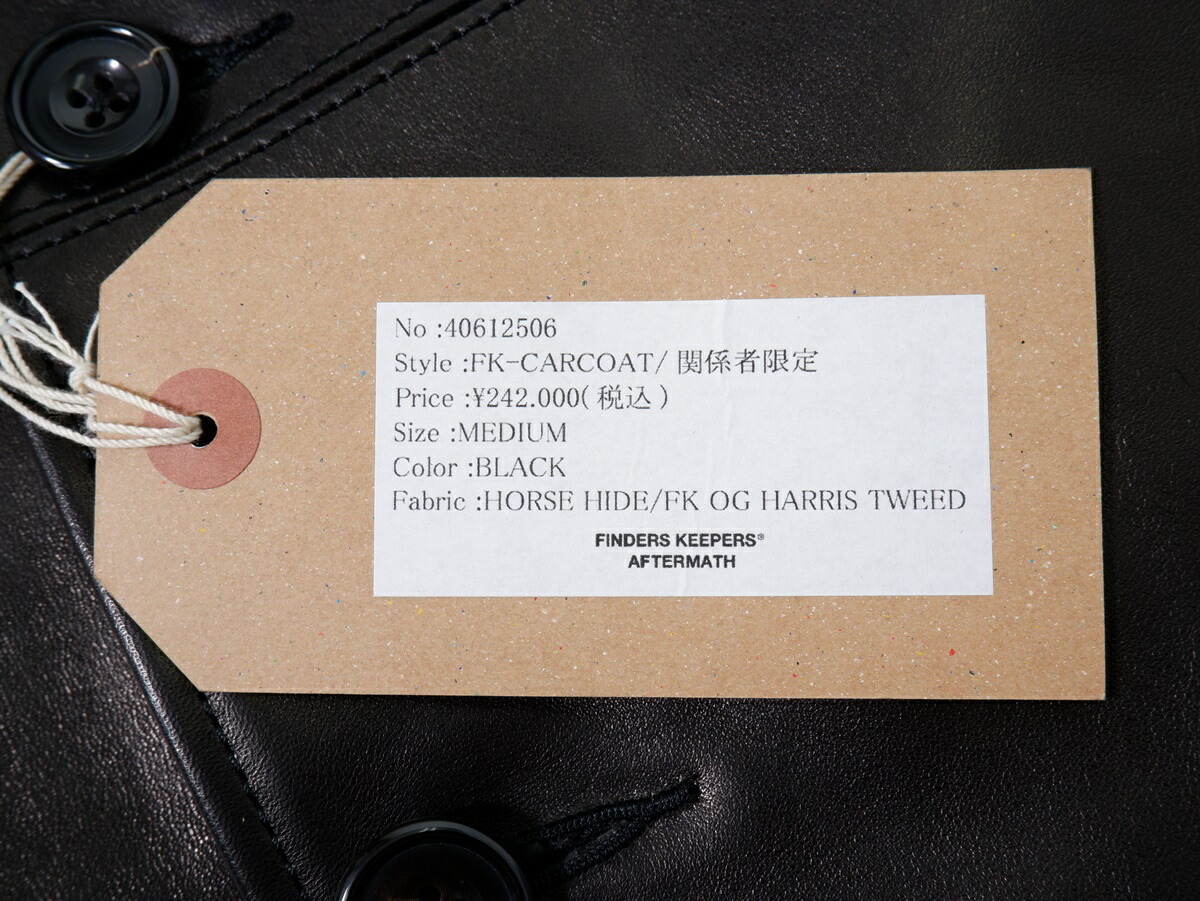 No :40612506
Style :FK-CARCOAT/ 関係者限定
Price :¥242.000( 税込 )
Size :MEDIUM
Color :BLACK
Fabric :HORSE HIDE/FK OG HARRIS TWEED
FINDERS KEEPERS®
AFTERMATH